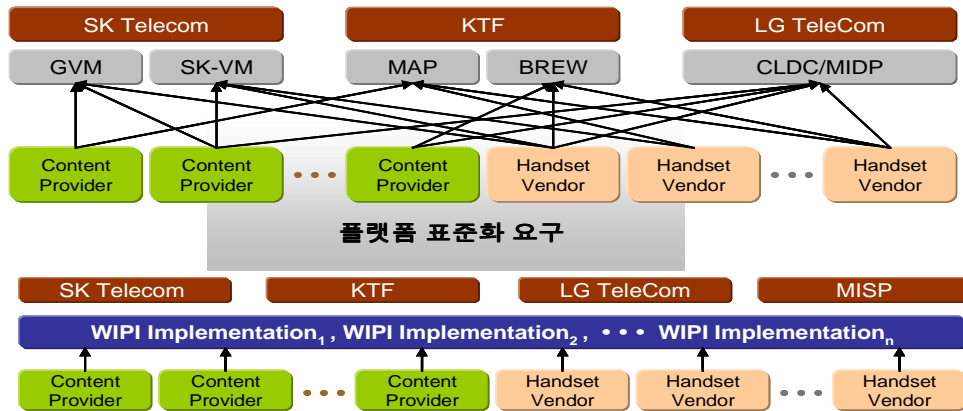 SK Telecom KTF LG TeleCom
GVM SK-VM MAP BREW CLDC/MIDP
Content Provider Content Provider Content Provider Handset Vendor Handset Vendor Handset Vendor
플랫폼 표준화 요구
SK Telecom KTF LG TeleCom MISP
WIPI Implementation₁ , WIPI Implementation₂ , ••• WIPI Implementationₙ
Content Provider Content Provider Content Provider Handset Vendor Handset Vendor Handset Vendor